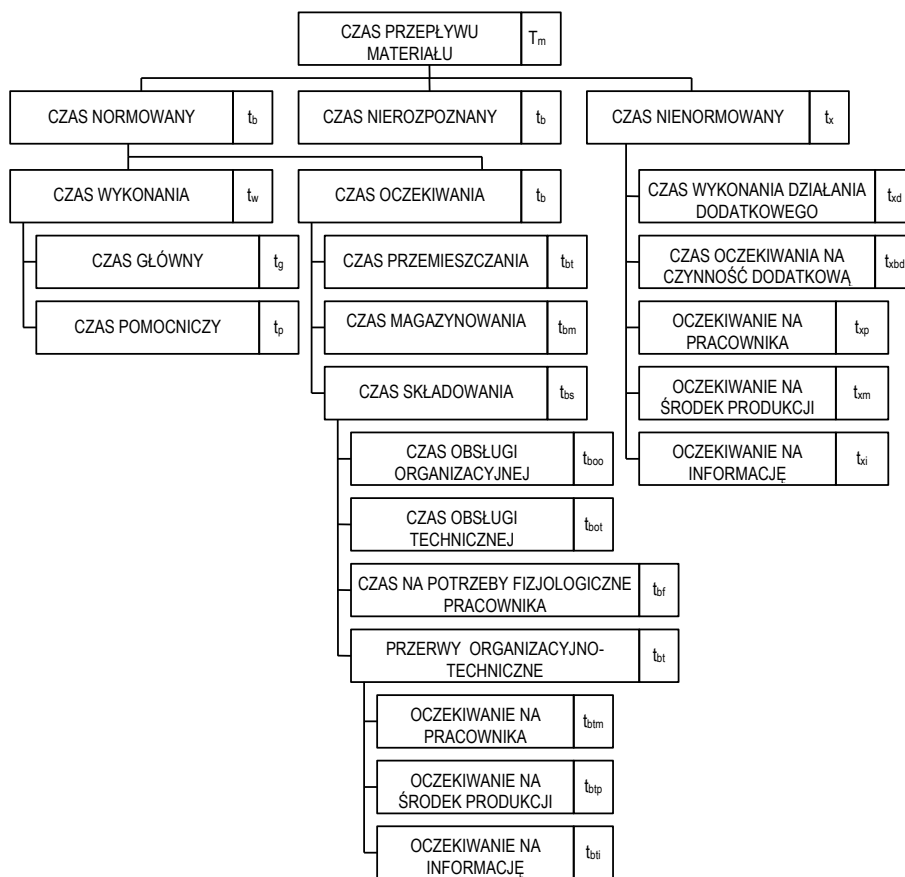 CZAS PRZEPŁYWU
MATERIAŁU
Tm
CZAS NORMOWANY
tb
CZAS NIEROZPOZNANY
tb
CZAS NIENORMOWANY
tx
CZAS WYKONANIA
tw
CZAS GŁÓWNY
tg
CZAS POMOCNICZY
tp
CZAS OCZEKIWANIA
tb
CZAS PRZEMIESZCZANIA
tbt
CZAS MAGAZYNOWANIA
tbm
CZAS SKŁADOWANIA
tbs
CZAS OBSŁUGI
ORGANIZACYJNEJ
tboo
CZAS OBSŁUGI
TECHNICZNEJ
tbot
CZAS NA POTRZEBY FIZJOLOGICZNE
PRACOWNIKA
tbf
PRZERWY ORGANIZACYJNO-
TECHNICZNE
tbt
OCZEKIWANIE NA
PRACOWNIKA
tbtm
OCZEKIWANIE NA
ŚRODEK PRODUKCJI
tbtp
OCZEKIWANIE NA
INFORMACJĘ
tbti
CZAS WYKONANIA DZIAŁANIA
DODATKOWEGO
txd
CZAS OCZEKIWANIA NA
CZYNNOŚĆ DODATKOWĄ
txbd
OCZEKIWANIE NA
PRACOWNIKA
txp
OCZEKIWANIE NA
ŚRODEK PRODUKCJI
txm
OCZEKIWANIE NA
INFORMACJĘ
txi